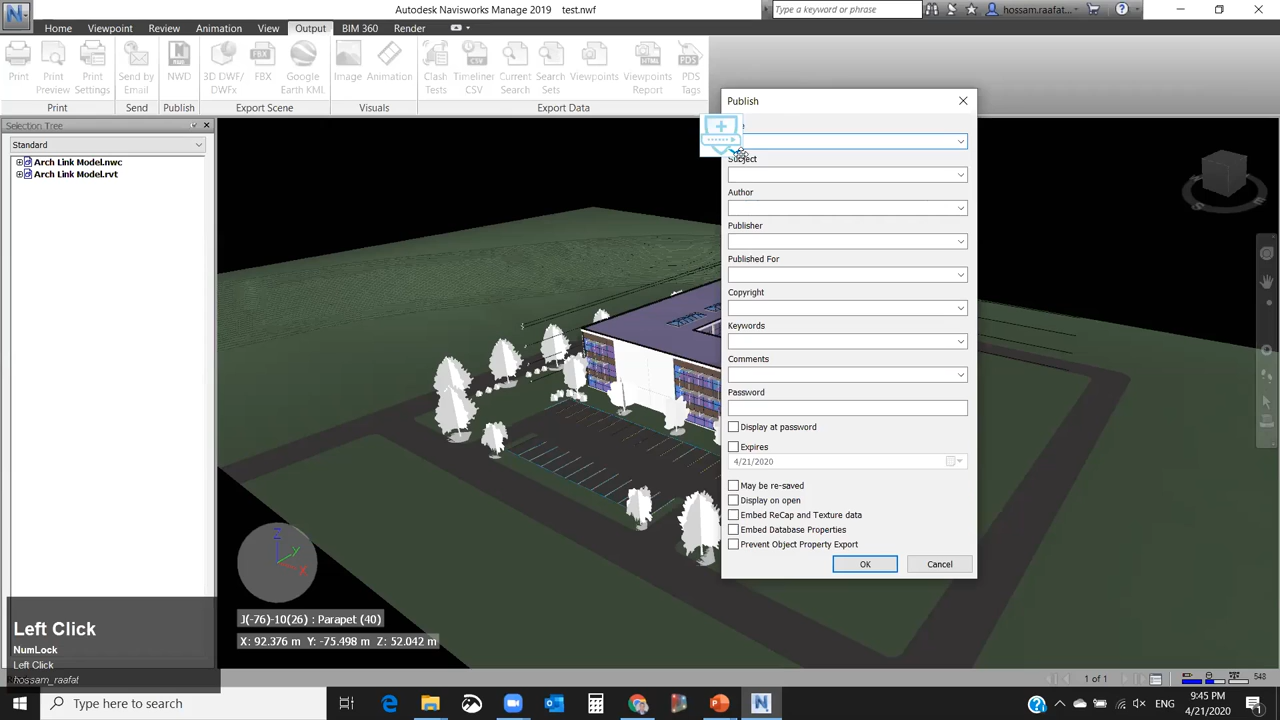 Autodesk Navisworks Manage 2019 test.nwf
Type a keyword or phrase
hossam.raafat...
Home Viewpoint Review Animation View Output BIM 360 Render
Print
Print Preview
Print Settings
Send by Email
NWD
3D DWF/DWFx
FBX
Google Earth KML
Image
Animation
Clash Tests
Timeliner CSV
Current Search
Search Sets
Viewpoints
Viewpoints Report
PDS Tags
Print Send Publish Export Scene Visuals Export Data
Selection Tree
Standard
Arch Link Model.nwc
Arch Link Model.rvt
Publish
Subject
Author
Publisher
Published For
Copyright
Keywords
Comments
Password
Display at password
Expires
4/21/2020
May be re-saved
Display on open
Embed ReCap and Texture data
Embed Database Properties
Prevent Object Property Export
OK Cancel
Z
Y
X
J(-76)-10(26) : Parapet (40)
X: 92.376 m Y: -75.498 m Z: 52.042 m
Left Click
NumLock
Left Click
hossam_raafat
1 of 1
548
Type here to search
ENG
9:45 PM
4/21/2020